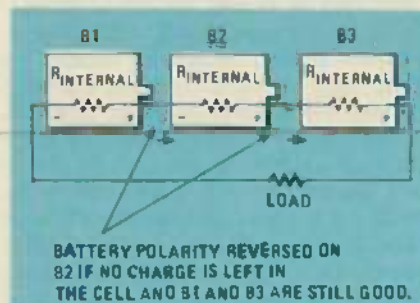 B1 B2 B3
RINTERNAL RINTERNAL RINTERNAL
- + - + - +
LOAD
BATTERY POLARITY REVERSED ON
B2 IF NO CHARGE IS LEFT IN
THE CELL AND B1 AND B3 ARE STILL GOOD.